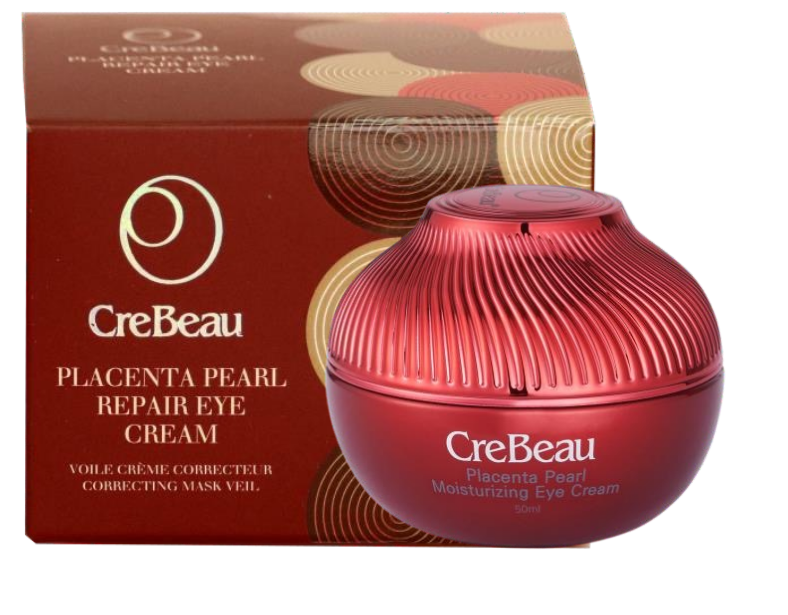 CreBeau
PLACENTA PEARL
REPAIR EYE
CREAM
CreBeau
PLACENTA PEARL
REPAIR EYE
CREAM
VOILE CRÈME CORRECTEUR
CORRECTING MASK VEIL
CreBeau
Placenta Pearl
Moisturizing Eye Cream
50ml